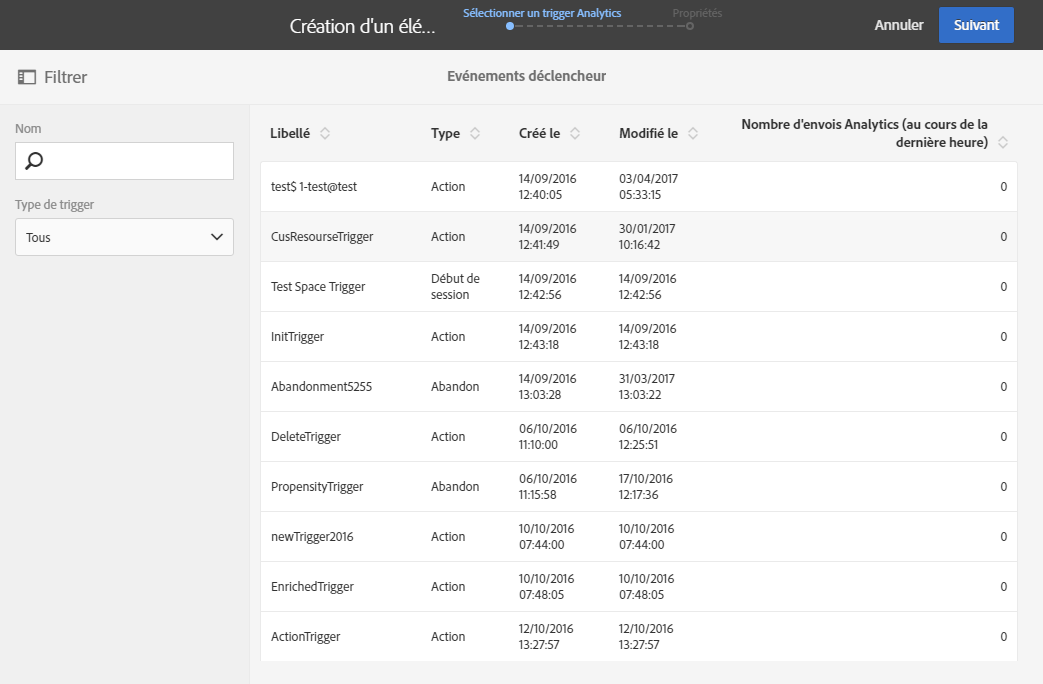 Création d'un élé...
Sélectionner un trigger Analytics
Propriétés
Annuler
Suivant
Filtrer
Evénements déclencheur
Nom
Type de trigger
Tous
Libellé
Type
Créé le
Modifié le
Nombre d'envois Analytics (au cours de la
dernière heure)
test$ 1-test@test
Action
14/09/2016
12:40:05
03/04/2017
05:33:15
0
CusResourseTrigger
Action
14/09/2016
12:41:49
30/01/2017
10:16:42
0
Test Space Trigger
Début de
session
14/09/2016
12:42:56
14/09/2016
12:42:56
0
InitTrigger
Action
14/09/2016
12:43:18
14/09/2016
12:43:18
0
Abandonment5255
Abandon
14/09/2016
13:03:28
31/03/2017
13:03:22
0
DeleteTrigger
Action
06/10/2016
11:10:00
06/10/2016
12:25:51
0
PropensityTrigger
Abandon
06/10/2016
11:15:58
17/10/2016
12:17:36
0
newTrigger2016
Action
10/10/2016
07:44:00
10/10/2016
07:44:00
0
EnrichedTrigger
Action
10/10/2016
07:48:05
10/10/2016
07:48:05
0
ActionTrigger
Action
12/10/2016
13:27:57
12/10/2016
13:27:57
0